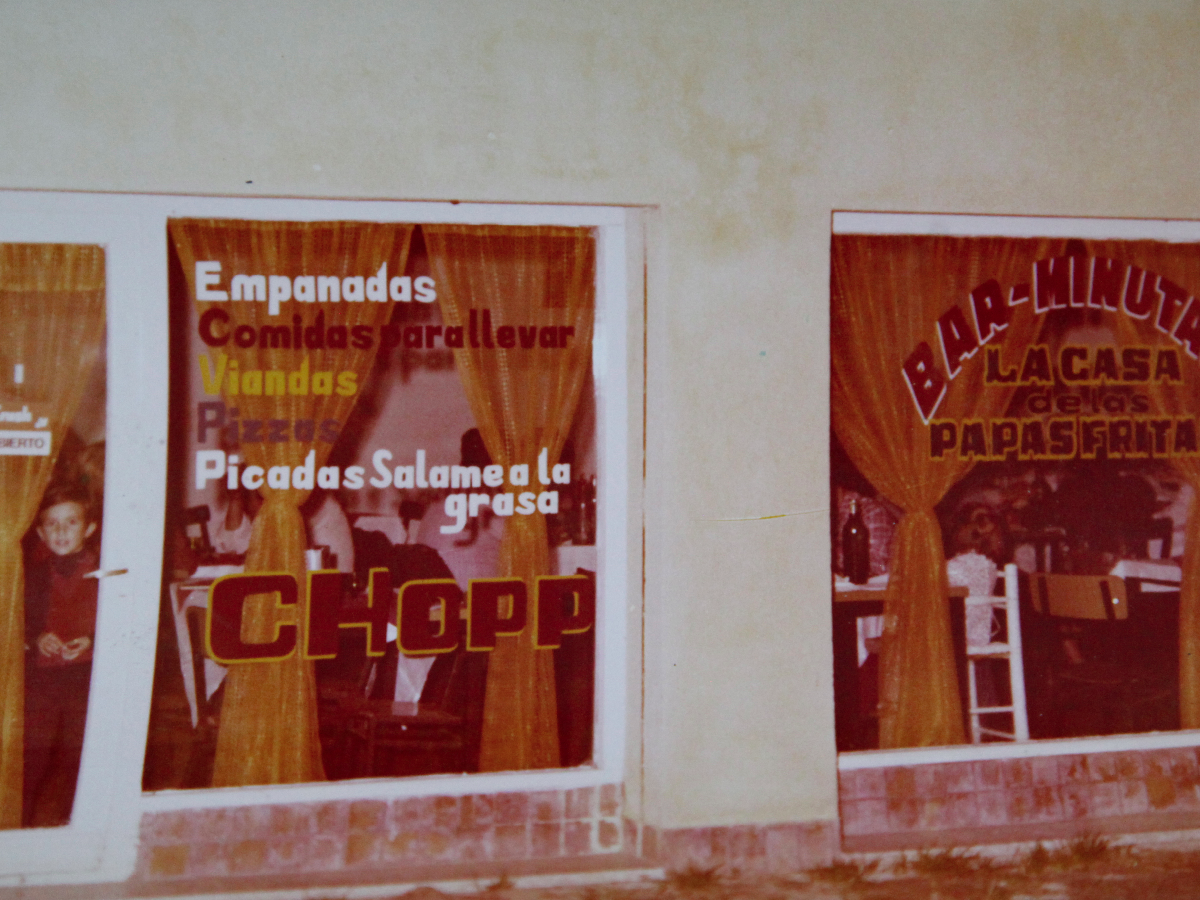 BIERTO
Empanadas
Comidas para llevar
Viandas
Pizzas
Picadas Salame a la
grasa
CHopp
BAR-MINUTA
LA CASA
de las
PAPAS FRITA